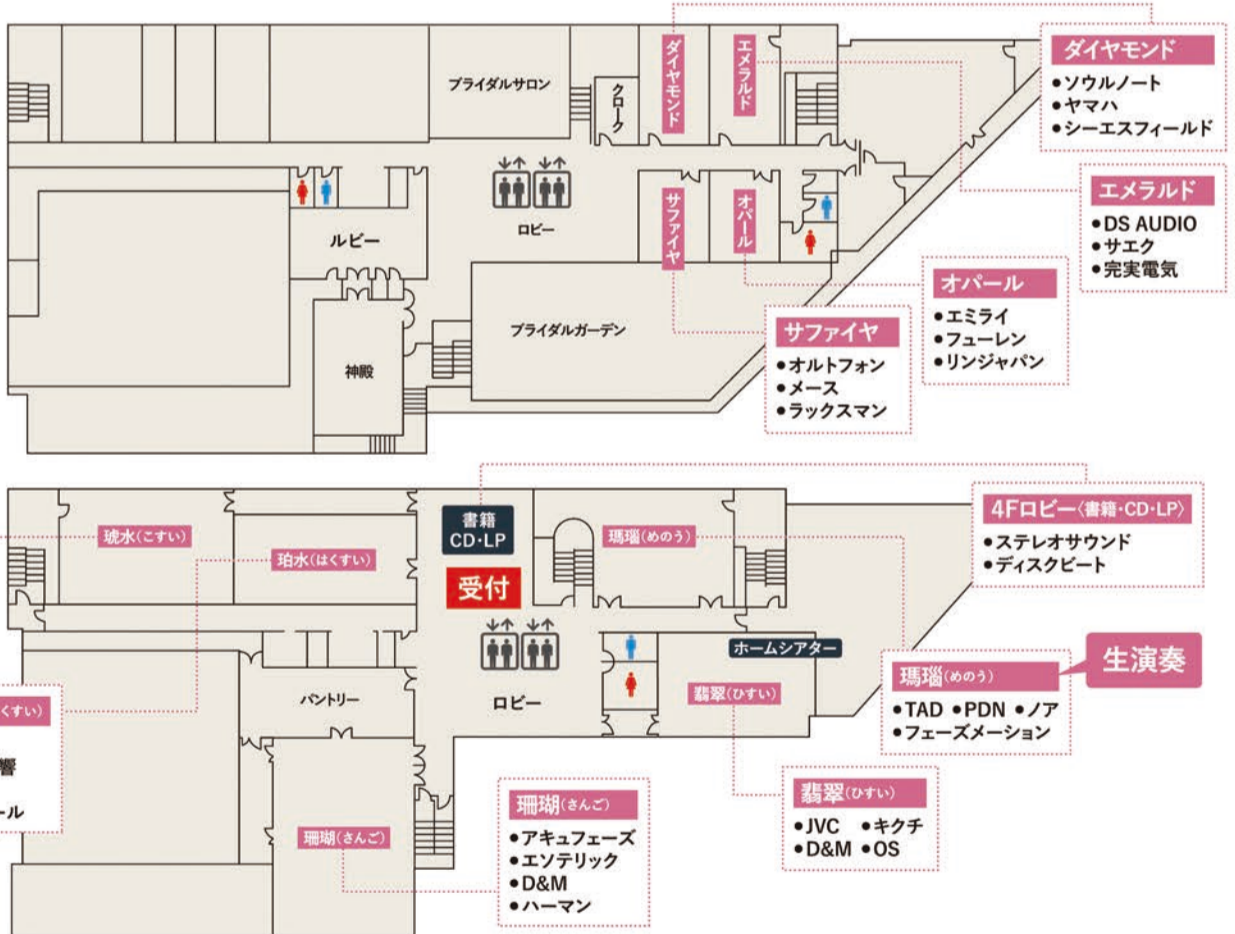 ブライダルサロン
クローク
ダイヤモンド
エメラルド
ロビー
ルビー
サファイヤ
オパール
神殿
ブライダルガーデン
ダイヤモンド
●ソウルノート
●ヤマハ
●シーエスフィールド
エメラルド
●DS AUDIO
●サエク
●完実電気
オパール
●エミライ
●フューレン
●リンジャパン
サファイヤ
●オルトフォン
●メース
●ラックスマン
琥水(こすい)
珀水(はくすい)
書籍
CD・LP
受付
瑪瑙(めのう)
4Fロビー〈書籍・CD・LP〉
●ステレオサウンド
●ディスクビート
ホームシアター
翡翠(ひすい)
ロビー
パントリー
珊瑚(さんご)
生演奏
瑪瑙(めのう)
●TAD ●PDN ●ノア
●フェーズメーション
くすい)
響
ール
翡翠(ひすい)
●JVC ●キクチ
●D&M ●OS
珊瑚(さんご)
●アキュフェーズ
●エソテリック
●D&M
●ハーマン